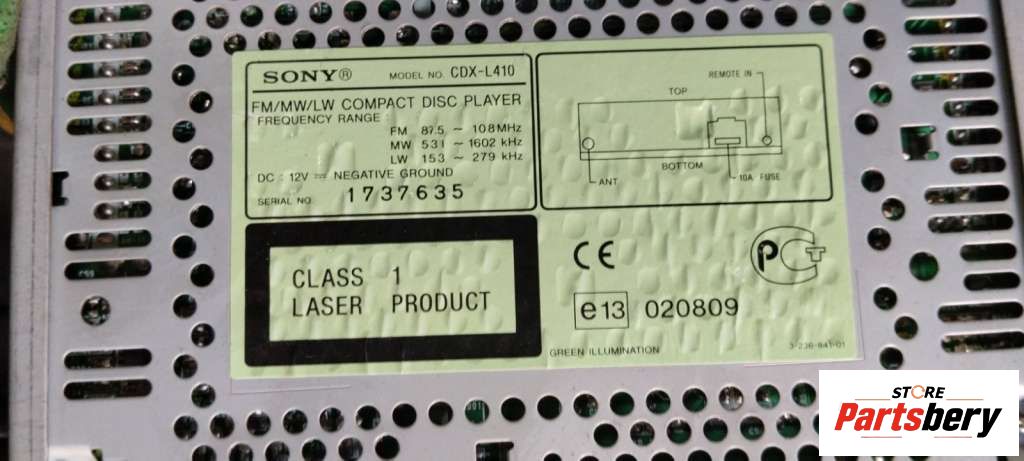 SONY® MODEL NO. CDX-L410
FM/MW/LW COMPACT DISC PLAYER
FREQUENCY RANGE :
FM 87.5 ~ 108MHz
MW 531 ~ 1602 kHz
LW 153 ~ 279 kHz
DC : 12V ⎓ NEGATIVE GROUND
SERIAL NO. 1737635
REMOTE IN
TOP
BOTTOM
ANT
10A FUSE
CLASS 1
LASER PRODUCT
CE
PCT
e13 020809
GREEN ILLUMINATION
3-236-841-01
STORE
Partsbery